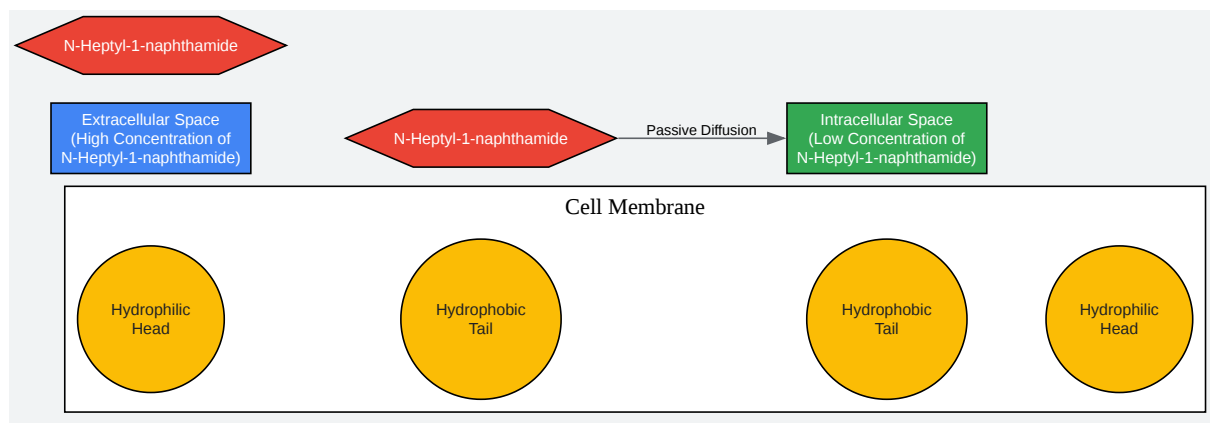 N-Heptyl-1-naphthamide
Extracellular Space
(High Concentration of
N-Heptyl-1-naphthamide)
N-Heptyl-1-naphthamide
Passive Diffusion
Intracellular Space
(Low Concentration of
N-Heptyl-1-naphthamide)
Cell Membrane
Hydrophilic
Head
Hydrophobic
Tail
Hydrophobic
Tail
Hydrophilic
Head